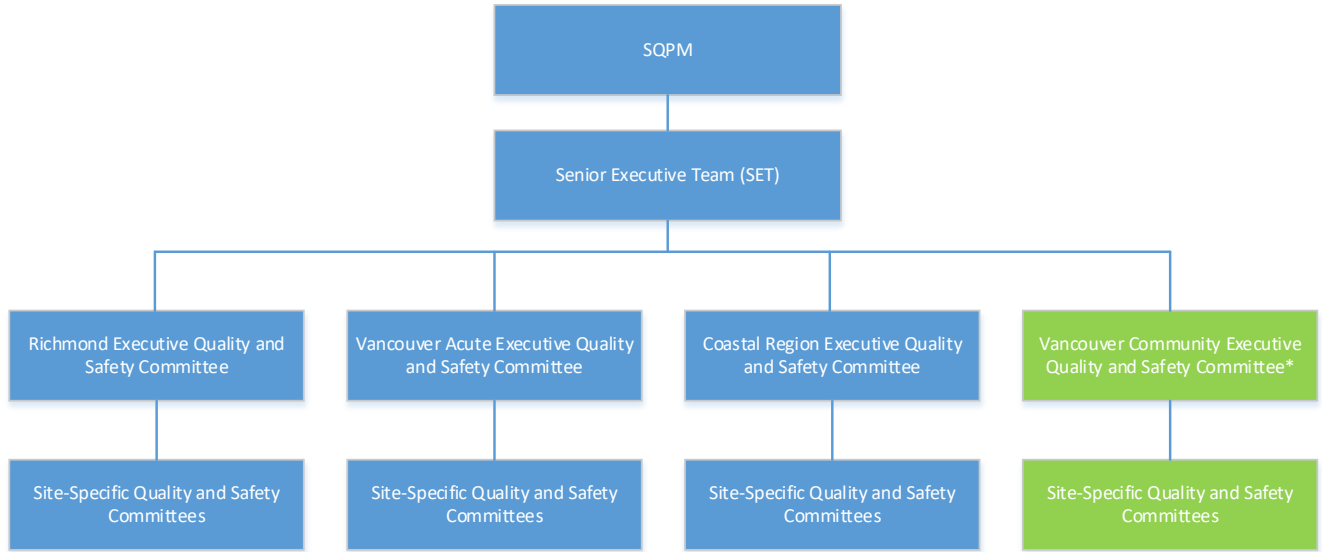 SQPM
Senior Executive Team (SET)
Richmond Executive Quality and
Safety Committee
Vancouver Acute Executive Quality
and Safety Committee
Coastal Region Executive Quality
and Safety Committee
Vancouver Community Executive
Quality and Safety Committee*
Site-Specific Quality and Safety
Committees
Site-Specific Quality and Safety
Committees
Site-Specific Quality and Safety
Committees
Site-Specific Quality and Safety
Committees